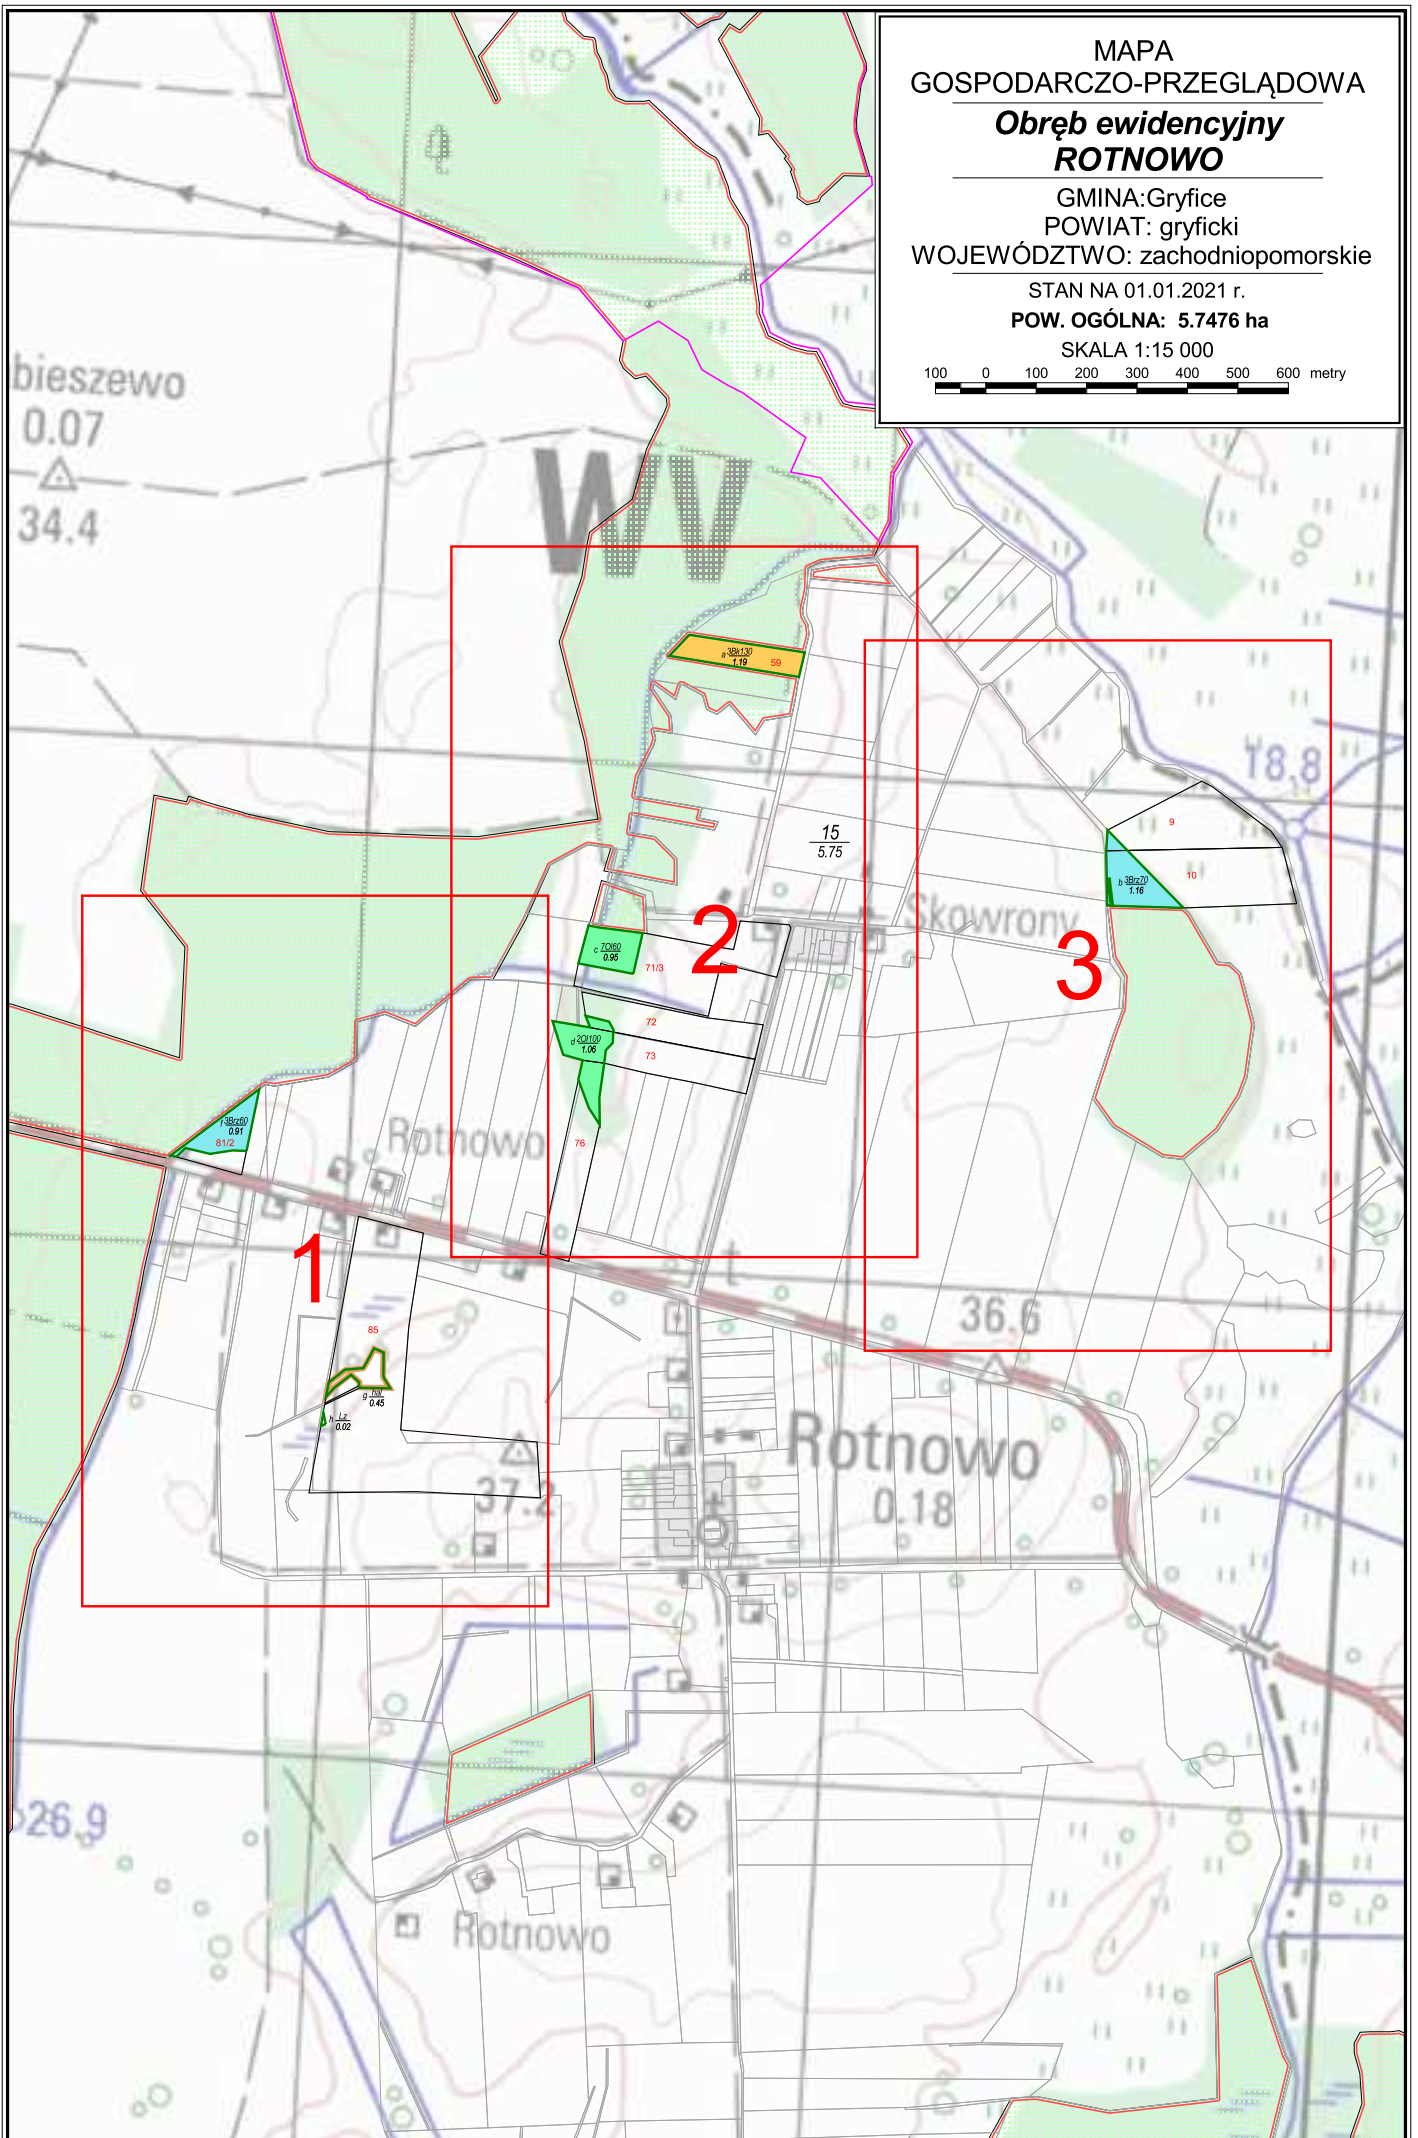 MAPA
GOSPODARCZO-PRZEGLĄDOWA
Obręb ewidencyjny
ROTNOWO
GMINA:Gryfice
POWIAT: gryficki
WOJEWÓDZTWO: zachodniopomorskie
STAN NA 01.01.2021 r.
POW. OGÓLNA: 5.7476 ha
SKALA 1:15 000
100 0 100 200 300 400 500 600 metry
bieszewo
0.07
34.4
WV
a 3Bk130
1.19
59
18.8
9
15
5.75
10
b 3Brz70
1.16
Skowrony
2
3
c 7Ol60
0.95
71/3
72
d 2Ol100
1.06
73
76
f 3Brz60
0.91
81/2
Rotnowo
1
85
36.6
g hal
0.45
h Lz
0.02
Rotnowo
0.18
37.2
26.9
Rotnowo